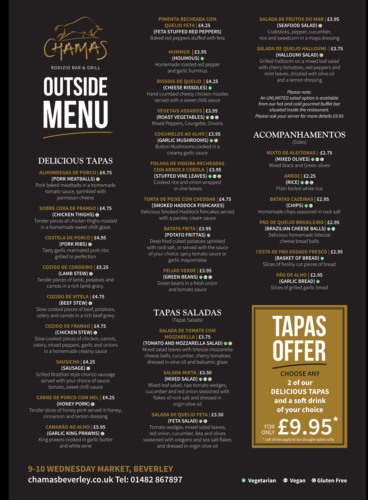 CHAMAS
RODIZIO BAR & GRILL
OUTSIDE
MENU
DELICIOUS TAPAS
ALMONDEGAS DE PORCO | £4.75
(PORK MEATBALLS)
Pork baked meatballs in a homemade
tomato sauce, sprinkled with
parmesan cheese
SOBRE COXA DE FRANGO | £4.75
(CHICKEN THIGHS)
Tender pieces of chicken thighs roasted
in a homemade sweet chilli glaze
COSTELA DE PORCO | £4.95
(PORK RIBS)
Tasty garlic marinated pork ribs
grilled to perfection
COZIDO DE CORDEIRO | £5.25
(LAMB STEW)
Tender pieces of lamb, potatoes and
carrots in a rich lamb gravy
COZIDO DE VITELA | £4.75
(BEEF STEW)
Slow cooked pieces of beef, potatoes,
celery and carrots in a rich beef gravy
COZIDO DE FRANGO | £4.75
(CHICKEN STEW)
Slow cooked pieces of chicken, carrots,
celery, mixed peppers, garlic and onions
in a homemade creamy sauce
SALSICHA | £4.25
(SAUSAGE)
Grilled Brazilian style chorizo sausage
served with your choice of sauce:
tomato, sweet chilli sauce
CARNE DE PORCO COM MEL | £4.25
(HONEY PORK)
Tender slices of honey pork served in honey,
cinnamon and lemon dressing
CAMARÃO AO ALHO | £5.95
(GARLIC KING PRAWNS)
King prawns cooked in garlic butter
and white wine
PIMENTA RECHEADA COM
QUEIJO FETA | £4.25
(FETA STUFFED RED PEPPERS)
Baked red peppers stuffed with feta
HUMMUS | £3.95
(HOUMOUS)
Homemade roasted red pepper
and garlic hummus
RISSOIS DE QUEIJO | £4.25
(CHEESE RISSOLES)
Hand crumbed cheesy chicken masales
served with a sweet chilli sauce
VEGETAIS ASSADOS | £3.95
(ROAST VEGETABLES)
Mixed Peppers, Courgette, Onions
COGUMELOS AO ALHO | £3.95
(GARLIC MUSHROOMS)
Button Mushrooms cooked in a
creamy garlic sauce
FOLHAS DE VIDEIRA RECHEADAS
COM ARROS E CEBOLA | £3.95
(STUFFED VINE LEAVES)
Cooked rice and onion wrapped
in vine leaves
TORTA DE PEIXE COM CHEDDAR | £4.75
(SMOKED HADDOCK FISHCAKES)
Delicious Smoked Haddock fishcakes served
with a parsley cream sauce
BATATA FRITA | £3.95
(POTATO FRITTAS)
Deep fried cubed potatoes sprinkled
with rock salt, or served with the sauce
of your choice: spicy tomato sauce or
garlic mayonnaise
FEIJÃO VERDE | £3.95
(GREEN BEANS)
Green beans in a fresh onion
and tomato sauce
TAPAS SALADAS
(Tapas Salads)
SALADA DE TOMATE COM
MOZZARELLA | £3.75
(TOMATO AND MOZZARELLA SALAD)
Mixed salad leaves with bitesize mozzarella
cheese balls, cucumber, cherry tomatoes
dressed in olive oil and balsamic glaze
SALADA MISTA | £3.50
(MIXED SALAD)
Mixed leaf salad, ripe tomato wedges,
cucumber and red onion seasoned with
flakes of rock salt and dressed in
virgin olive oil
SALADA DE QUEIJO FETA | £3.50
(FETA SALAD)
Tomato wedges, mixed salad leaves,
red onion, cucumber, feta and olives
seasoned with oregano and sea salt flakes
and dressed in virgin olive oil
SALADA DE FRUTOS DO MAR | £3.95
(SEAFOOD SALAD)
Crabsticks, pepper, cucumber,
rice and sweetcorn in a mayo dressing
SALADA DE QUEIJO HALLOUMI | £3.75
(HALLOUMI SALAD)
Grilled Halloumi on a mixed leaf salad
with cherry tomatoes, red peppers and
mint leaves, drizzled with olive oil
and a lemon dressing
Please note:
An UNLIMITED salad option is available
from our hot and cold gourmet buffet bar
situated inside the restaurant.
Please ask your server for more details £9.95
ACOMPANHAMENTOS
(Sides)
MIXTO DE ALEITONAS | £2.75
(MIXED OLIVES)
Mixed black and Green olives
ARROZ | £2.25
(RICE)
Plain boiled white rice
BATATAS CAZEIRAS | £3.95
(CHIPS)
Homemade chips seasoned in rock salt
PÃO DE QUEIJO BRASILEIRO | £2.95
(BRAZILIAN CHEESE BALLS)
Delicious homemade bitesize
cheese bread balls
CESTA DE PÃO ASADO FRESCO | £2.95
(BASKET OF BREAD)
Slices of freshly cut pieces of bread
PÃO DE ALHO | £2.95
(GARLIC BREAD)
Slices of grilled garlic bread
TAPAS
OFFER
CHOOSE ANY
2 of our
DELICIOUS TAPAS
and a soft drink
of your choice
FOR ONLY £9.95*
* soft drinks apply to our draught option only
9-10 WEDNESDAY MARKET, BEVERLEY
chamasbeverley.co.uk Tel: 01482 867897
Vegetarian Vegan Gluten Free